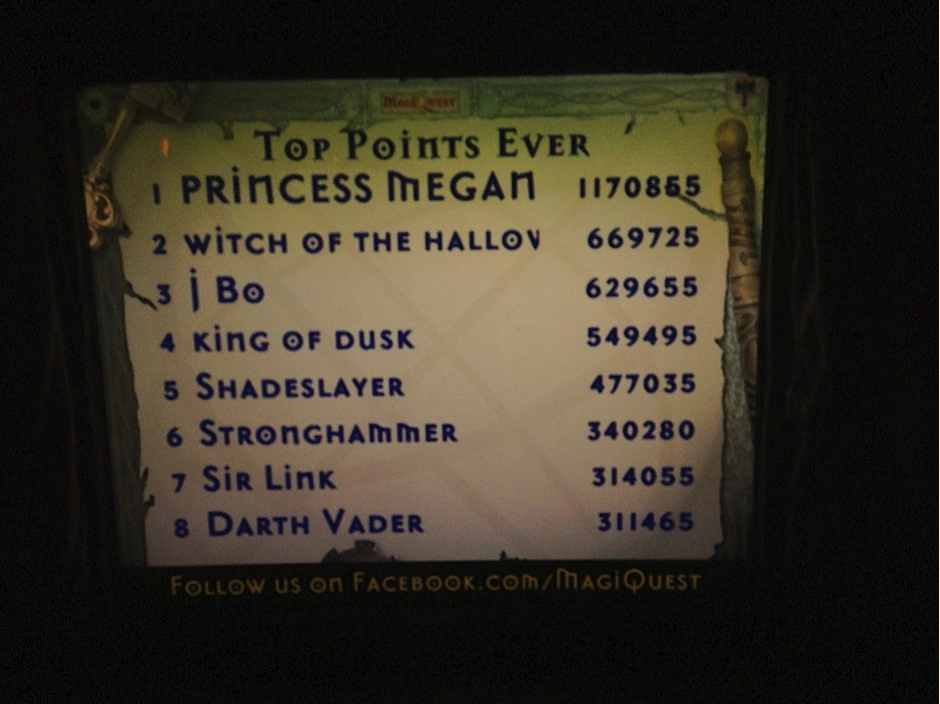 MagiQuest
Top Points Ever
1 PRINCESS MEGAN 1170855
2 WITCH OF THE HALLOW 669725
3 J Bo 629655
4 KING OF DUSK 549495
5 SHADESLAYER 477035
6 STRONGHAMMER 340280
7 SIR LINK 314055
8 DARTH VADER 311465
Follow us on Facebook.com/MagiQuest